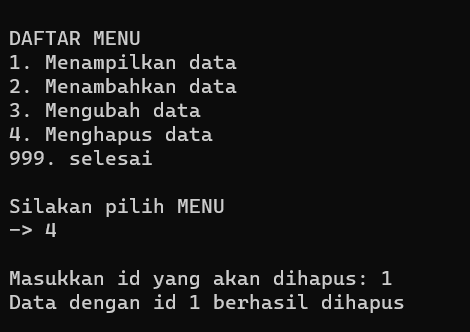 DAFTAR MENU
1. Menampilkan data
2. Menambahkan data
3. Mengubah data
4. Menghapus data
999. selesai
Silakan pilih MENU
-> 4
Masukkan id yang akan dihapus: 1
Data dengan id 1 berhasil dihapus